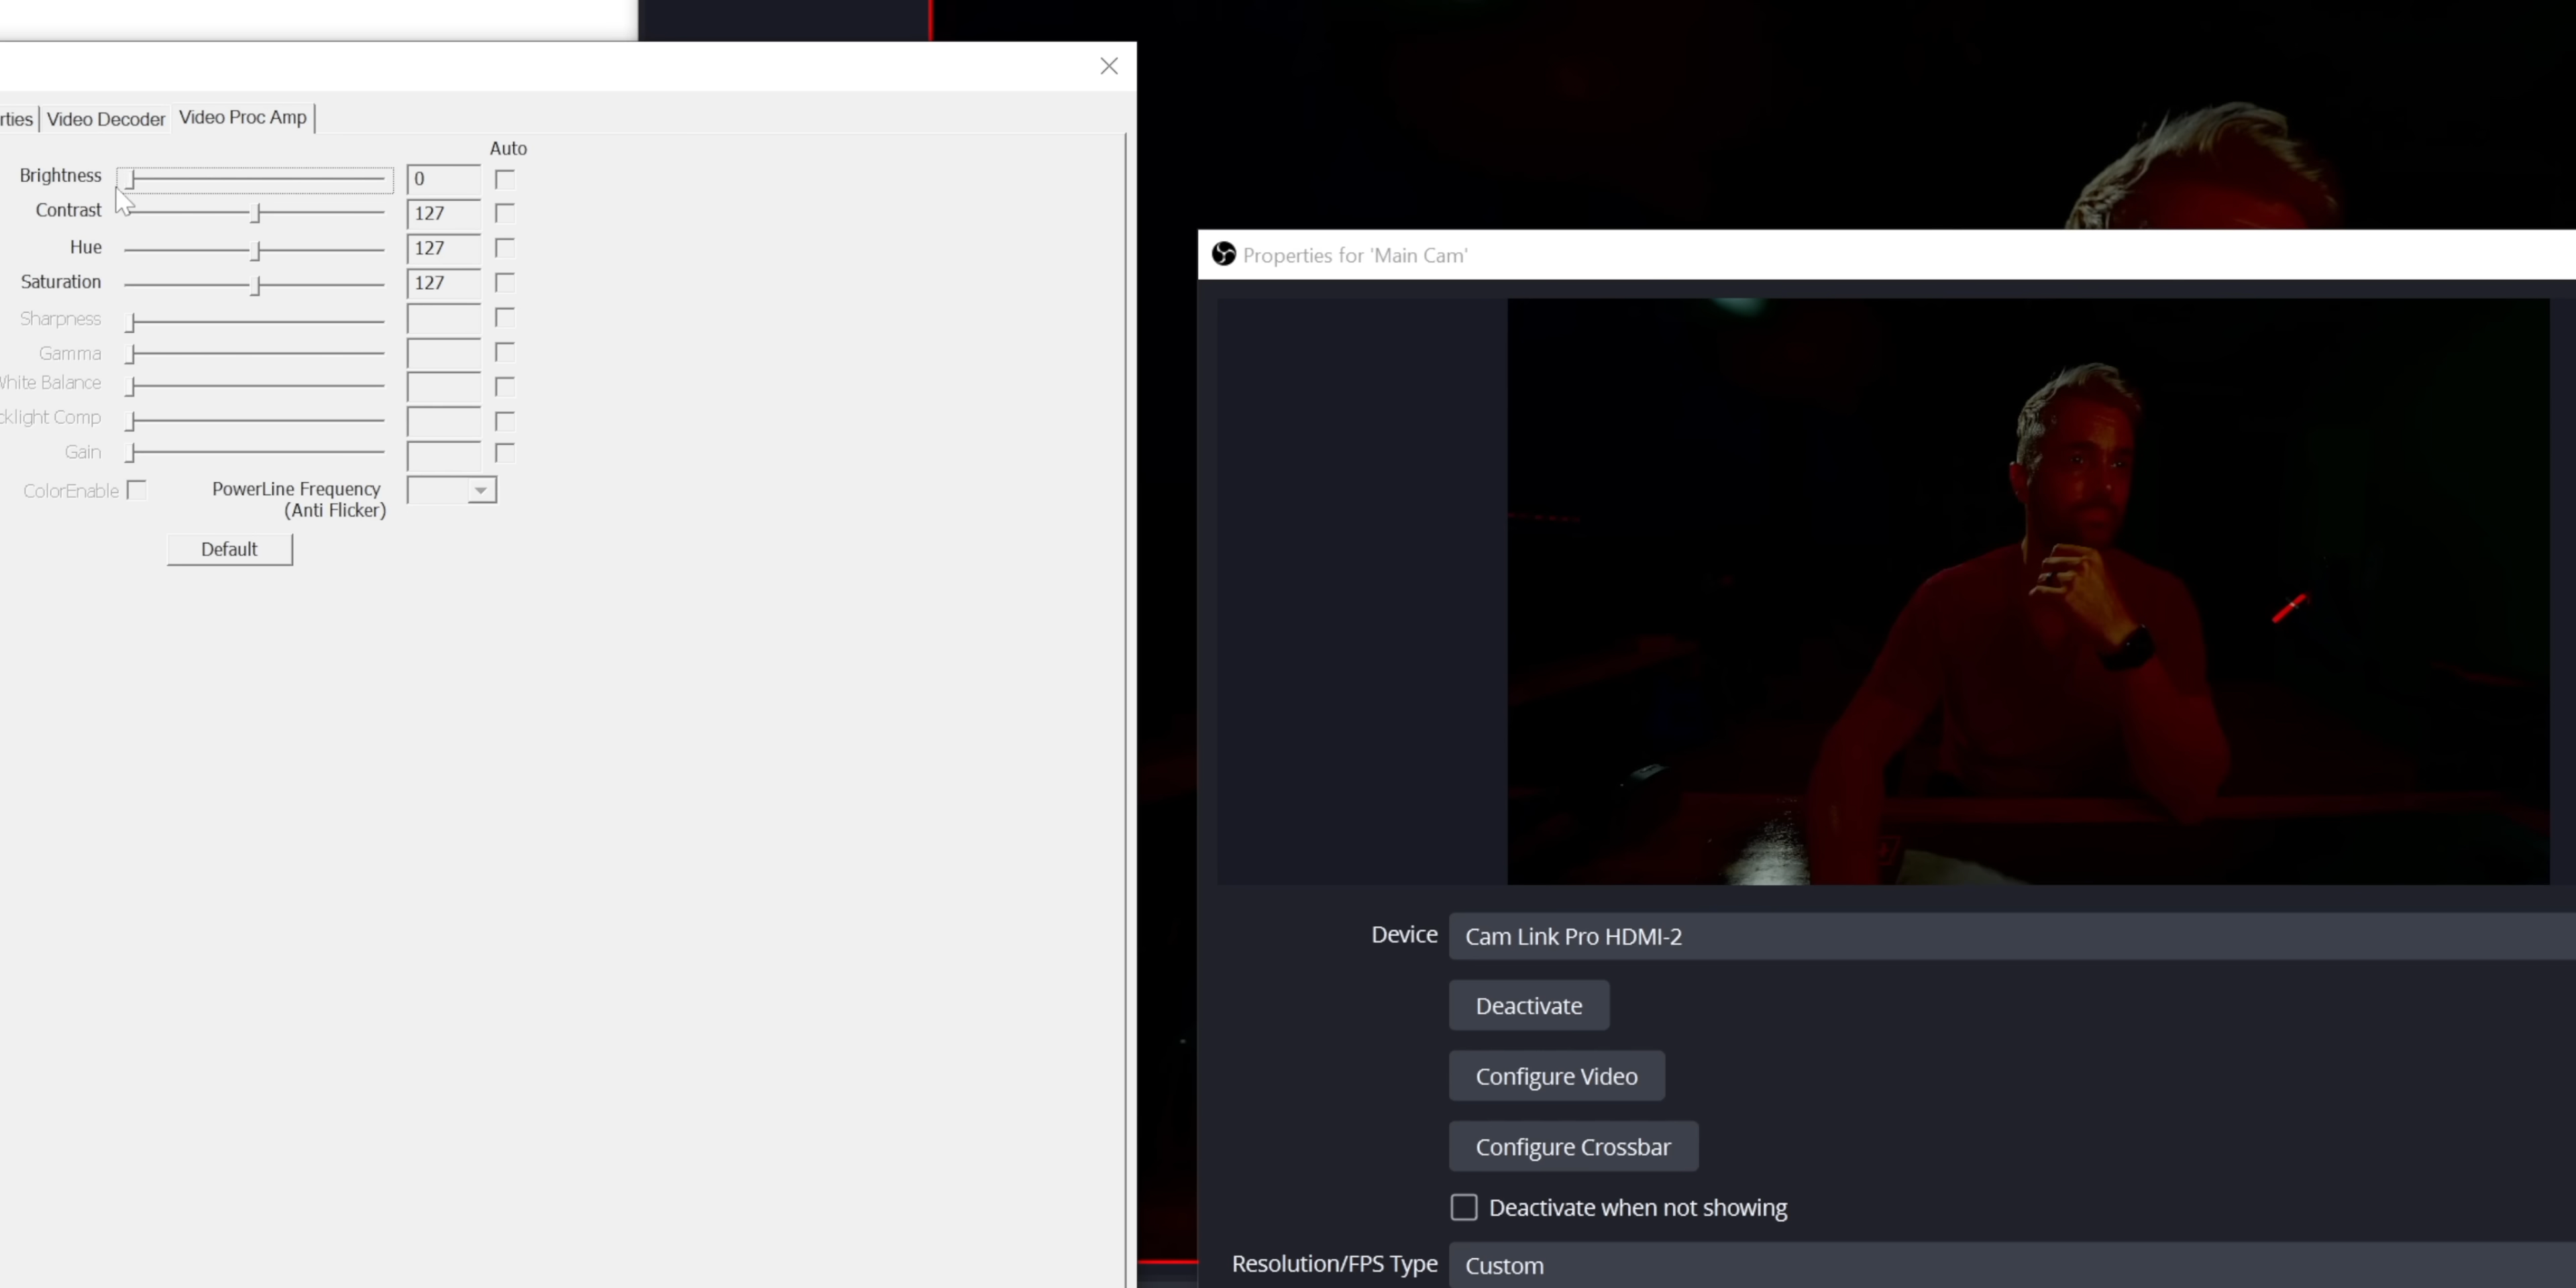 rties
Video Decoder
Video Proc Amp
Auto
Brightness
0
Contrast
127
Hue
127
Saturation
127
Sharpness
Gamma
White Balance
cklight Comp
Gain
ColorEnable
PowerLine Frequency
(Anti Flicker)
Default
Properties for 'Main Cam'
Device
Cam Link Pro HDMI-2
Deactivate
Configure Video
Configure Crossbar
Deactivate when not showing
Resolution/FPS Type
Custom